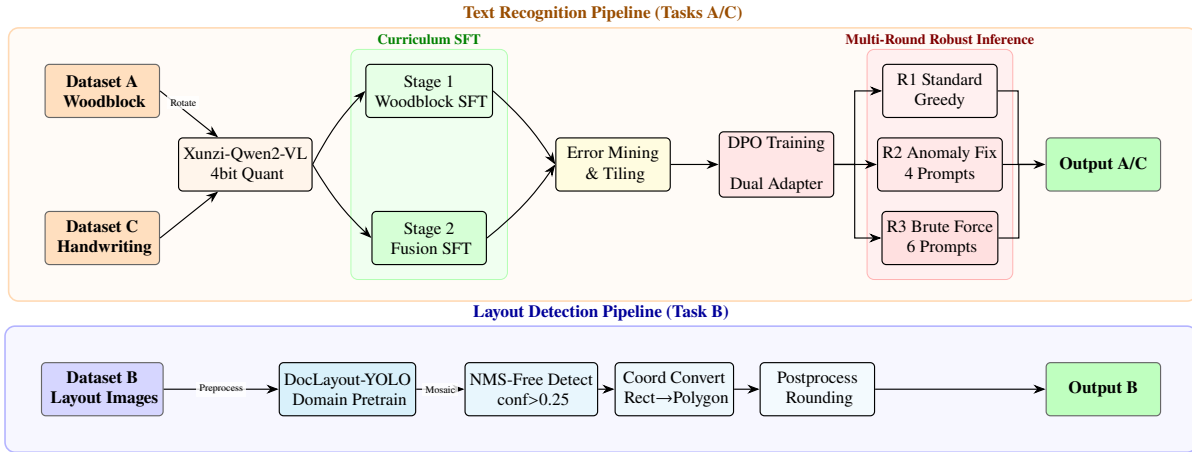 Text Recognition Pipeline (Tasks A/C)
Curriculum SFT
Multi-Round Robust Inference
Dataset A
Woodblock
Rotate
Dataset C
Handwriting
Xunzi-Qwen2-VL
4bit Quant
Stage 1
Woodblock SFT
Stage 2
Fusion SFT
Error Mining
& Tiling
DPO Training
Dual Adapter
R1 Standard
Greedy
R2 Anomaly Fix
4 Prompts
R3 Brute Force
6 Prompts
Output A/C
Layout Detection Pipeline (Task B)
Dataset B
Layout Images
Preprocess
DocLayout-YOLO
Domain Pretrain
Mosaic
NMS-Free Detect
conf>0.25
Coord Convert
Rect→Polygon
Postprocess
Rounding
Output B